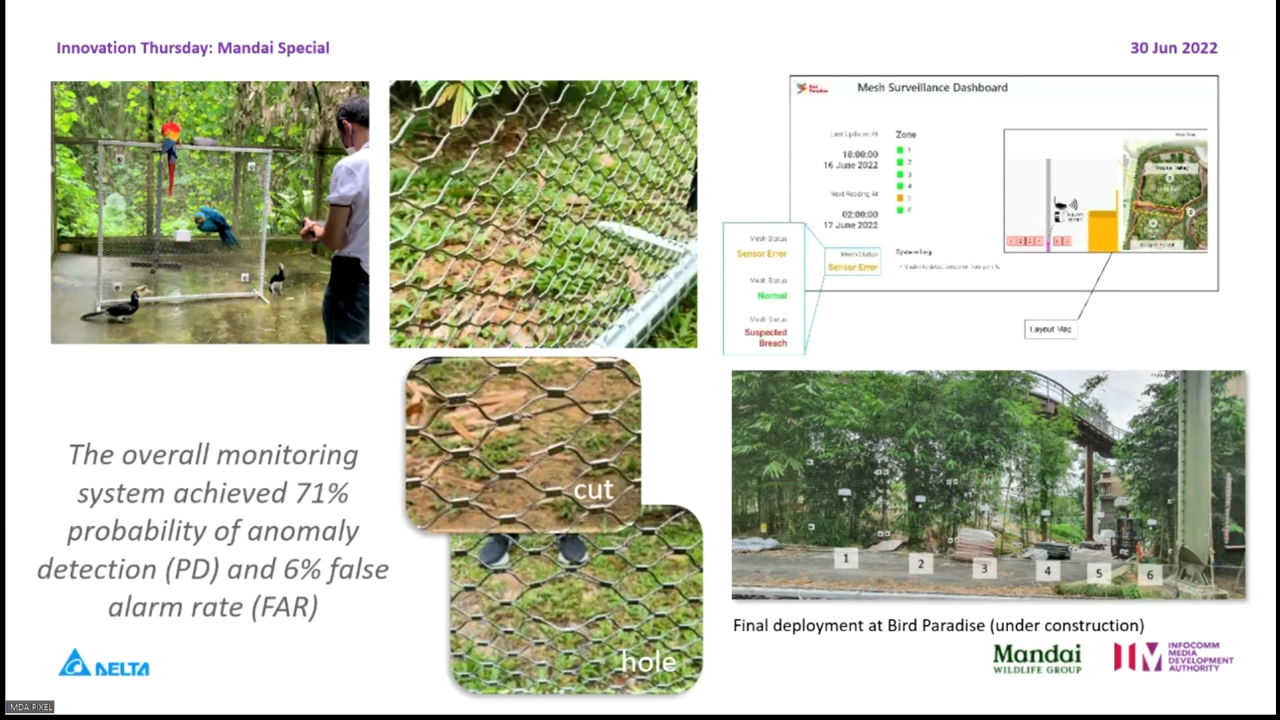 Innovation Thursday: Mandai Special
30 Jun 2022
Bird
Paradise
Mesh Surveillance Dashboard
Last Updated At
18:00:00
16 June 2022
Next Reading At
02:00:00
17 June 2022
Zone
1
2
3
4
5
6
Mesh Status
Sensor Error
System Log
Mesh Status
Sensor Error
Mesh Status
Normal
Mesh Status
Suspected
Breach
Layout Map
The overall monitoring
system achieved 71%
probability of anomaly
detection (PD) and 6% false
alarm rate (FAR)
cut
hole
1
2
3
4
5
6
Final deployment at Bird Paradise (under construction)
DELTA
Mandai
WILDLIFE GROUP
INFOCOMM
MEDIA
DEVELOPMENT
AUTHORITY
IMDA PIXEL